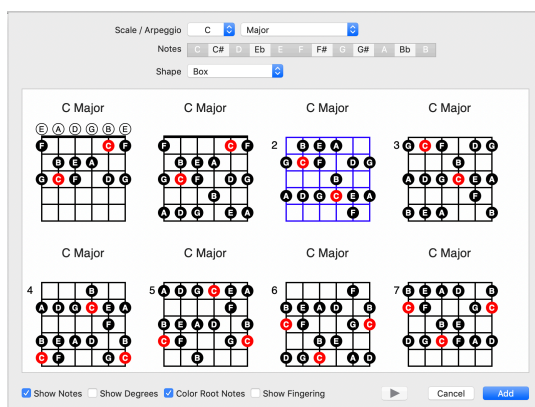 Scale / Arpeggio C Major
Notes C C# D Eb E F F# G G# A Bb B
Shape Box
C Major
E A D G B E
F C F
B E A
G C F D G
C Major
F C F
B E A
G C F D G
B
A D G E A
C Major
2 B E A
G C F D G
B
A D G C E A
F
C Major
3 G C F D G
B
A D G C E A
F
B E A B
C Major
4 B
A D G C E A
F
B E A D B
C F G C
C Major
5 A D G C E A
F
B E A D B
C F G C
B
C Major
6 F
B E A D B
C F G C
B E
D G C A D
C Major
7 B E A D B
C F G C
B E
D G C F A D
Show Notes Show Degrees Color Root Notes Show Fingering Cancel Add